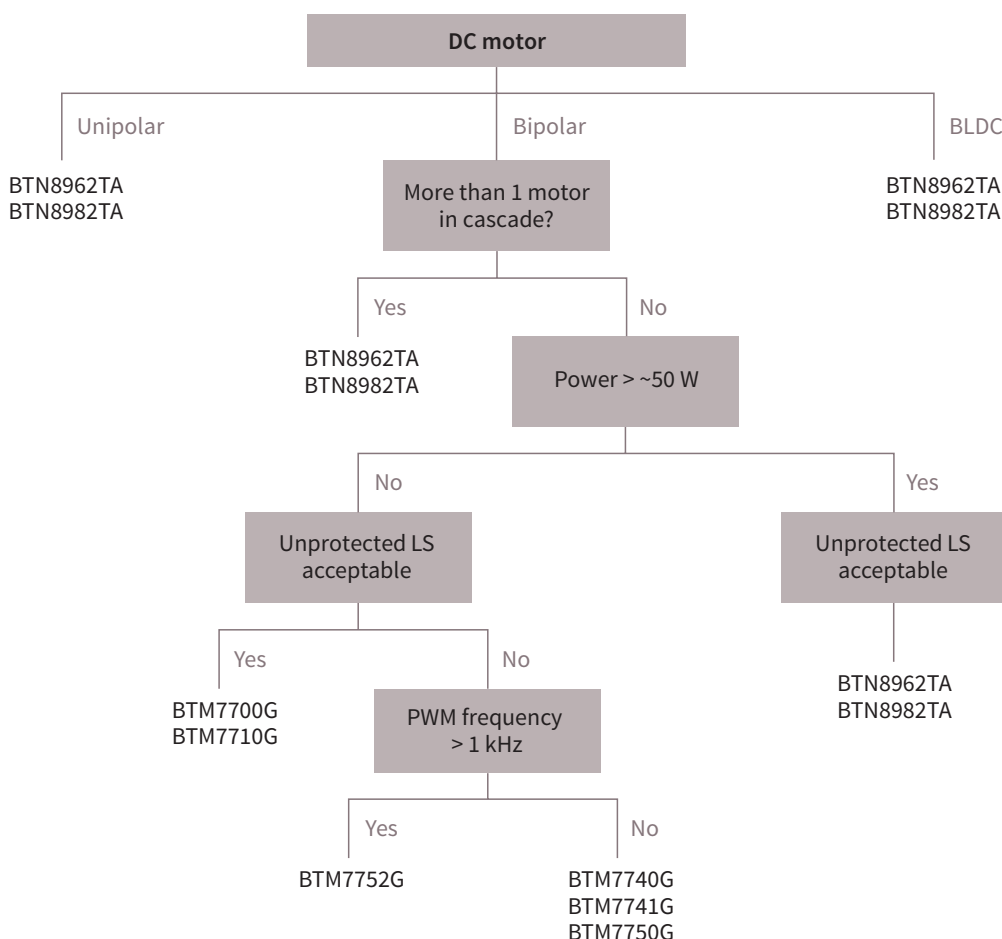 DC motor
Unipolar
Bipolar
BLDC
BTN8962TA
BTN8982TA
More than 1 motor
in cascade?
BTN8962TA
BTN8982TA
Yes
No
BTN8962TA
BTN8982TA
Power > ~50 W
No
Yes
Unprotected LS
acceptable
Unprotected LS
acceptable
Yes
No
BTM7700G
BTM7710G
PWM frequency
> 1 kHz
BTN8962TA
BTN8982TA
Yes
No
BTM7752G
BTM7740G
BTM7741G
BTM7750G